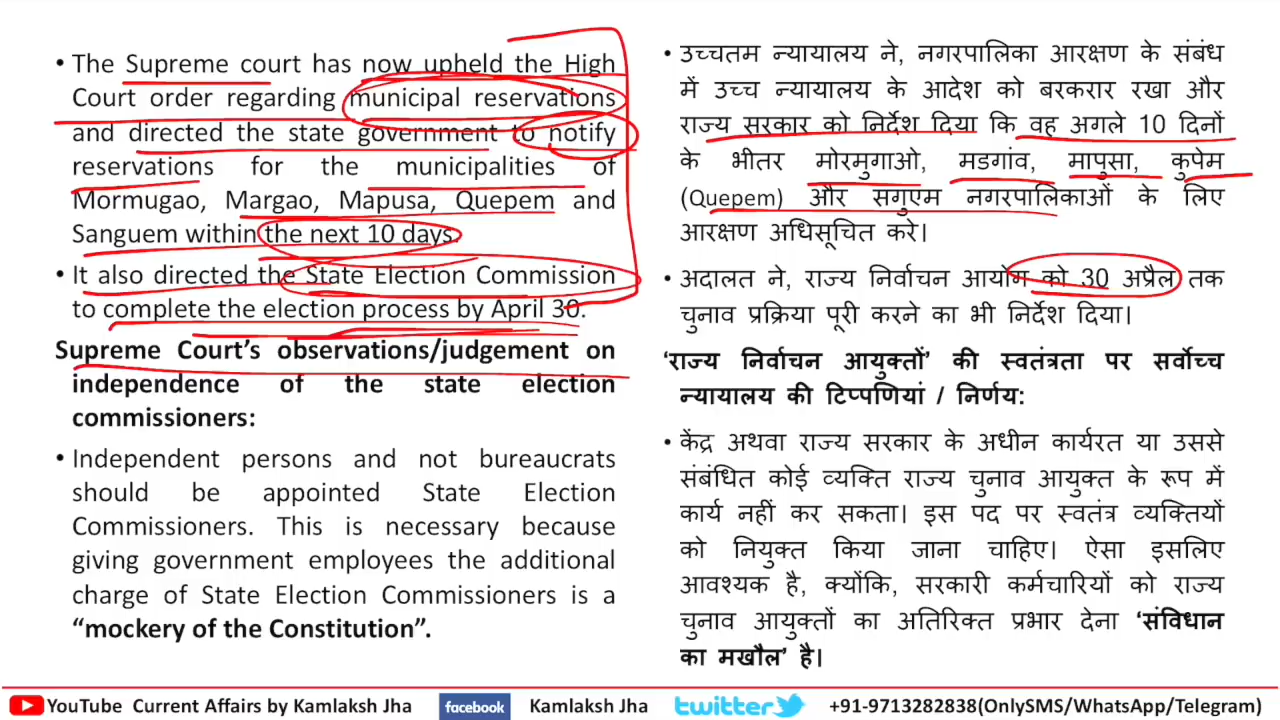 • The Supreme court has now upheld the High
Court order regarding municipal reservations
and directed the state government to notify
reservations for the municipalities of
Mormugao, Margao, Mapusa, Quepem and
Sanguem within the next 10 days.
• It also directed the State Election Commission
to complete the election process by April 30.
Supreme Court's observations/judgement on
independence of the state election
commissioners:
• Independent persons and not bureaucrats
should be appointed State Election
Commissioners. This is necessary because
giving government employees the additional
charge of State Election Commissioners is a
“mockery of the Constitution”.
• उच्चतम न्यायालय ने, नगरपालिका आरक्षण के संबंध
में उच्च न्यायालय के आदेश को बरकरार रखा और
राज्य सरकार को निर्देश दिया कि वह अगले 10 दिनों
के भीतर मोरमुगाओ, मडगांव, मापुसा, कुपेम
(Quepem) और सगुएम नगरपालिकाओं के लिए
आरक्षण अधिसूचित करे।
• अदालत ने, राज्य निर्वाचन आयोग को 30 अप्रैल तक
चुनाव प्रक्रिया पूरी करने का भी निर्देश दिया।
‘राज्य निर्वाचन आयुक्तों’ की स्वतंत्रता पर सर्वोच्च
न्यायालय की टिप्पणियां / निर्णय:
• केंद्र अथवा राज्य सरकार के अधीन कार्यरत या उससे
संबंधित कोई व्यक्ति राज्य चुनाव आयुक्त के रूप में
कार्य नहीं कर सकता। इस पद पर स्वतंत्र व्यक्तियों
को नियुक्त किया जाना चाहिए। ऐसा इसलिए
आवश्यक है, क्योंकि, सरकारी कर्मचारियों को राज्य
चुनाव आयुक्तों का अतिरिक्त प्रभार देना ‘संविधान
का मखौल’ है।
YouTube Current Affairs by Kamlaksh Jha facebook Kamlaksh Jha twitter +91-9713282838(OnlySMS/WhatsApp/Telegram)